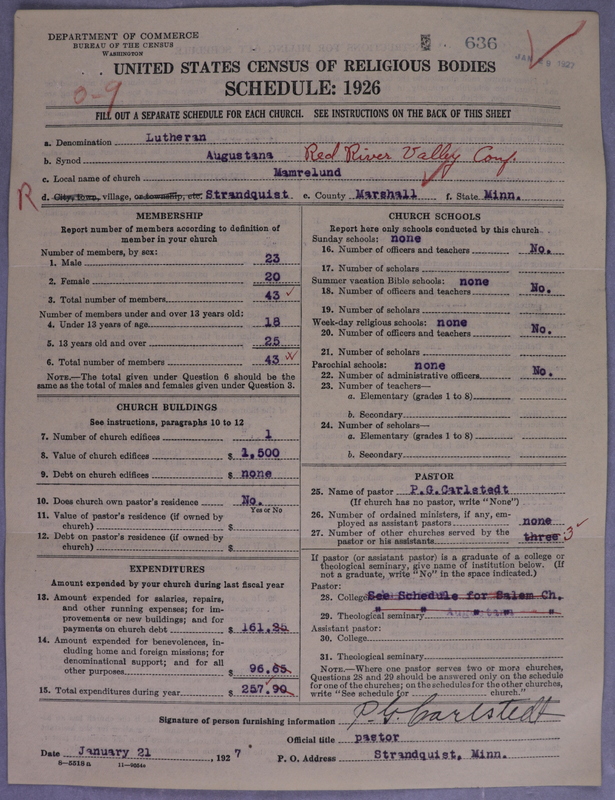 DEPARTMENT OF COMMERCE
BUREAU OF THE CENSUS
WASHINGTON
636
JAN 1927
UNITED STATES CENSUS OF RELIGIOUS BODIES
SCHEDULE: 1926
0-9
FILL OUT A SEPARATE SCHEDULE FOR EACH CHURCH. SEE INSTRUCTIONS ON THE BACK OF THIS SHEET
a. Denomination Lutheran
b. Synod Augustana Red River Valley Conf.
c. Local name of church Mamrelund
R d. City, town, village, or township, etc. Strandquist e. County Marshall f. State Minn.
MEMBERSHIP
Report number of members according to definition of
member in your church
Number of members, by sex:
1. Male 23
2. Female 20
3. Total number of members 43
Number of members under and over 13 years old:
4. Under 13 years of age 18
5. 13 years old and over 25
6. Total number of members 43
NOTE.—The total given under Question 6 should be the
same as the total of males and females given under Question 3.
CHURCH BUILDINGS
See instructions, paragraphs 10 to 12
7. Number of church edifices 1
8. Value of church edifices $ 1,500
9. Debt on church edifices $ none
10. Does church own pastor's residence No.
Yes or No
11. Value of pastor's residence (if owned by
church) $
12. Debt on pastor's residence (if owned by
church) $
EXPENDITURES
Amount expended by your church during last fiscal year
13. Amount expended for salaries, repairs,
and other running expenses; for im-
provements or new buildings; and for
payments on church debt $ 161.25
14. Amount expended for benevolences, in-
cluding home and foreign missions; for
denominational support; and for all
other purposes $ 96.65
15. Total expenditures during year $ 257.90
CHURCH SCHOOLS
Report here only schools conducted by this church
Sunday schools: none
16. Number of officers and teachers No.
17. Number of scholars
Summer vacation Bible schools: none
18. Number of officers and teachers No.
19. Number of scholars
Week-day religious schools: none
20. Number of officers and teachers No.
21. Number of scholars
Parochial schools: none
22. Number of administrative officers No.
23. Number of teachers—
a. Elementary (grades 1 to 8)
b. Secondary
24. Number of scholars—
a. Elementary (grades 1 to 8)
b. Secondary
PASTOR
25. Name of pastor P.G.Carlstedt
(If church has no pastor, write "None")
26. Number of ordained ministers, if any, em-
ployed as assistant pastors none
27. Number of other churches served by the
pastor or his assistants three 3
If pastor (or assistant pastor) is a graduate of a college or
theological seminary, give name of institution below. (If
not a graduate, write "No" in the space indicated.)
Pastor:
28. College See Schedule for Salem Ch.
29. Theological seminary " " Augustana " "
Assistant pastor:
30. College
31. Theological seminary
NOTE.—Where one pastor serves two or more churches,
Questions 28 and 29 should be answered only on the schedule
for one of the churches; on the schedules for the other churches,
write "See schedule for church."
Signature of person furnishing information P.G. Carlstedt
Official title pastor
Date January 21, 1927 P. O. Address Strandquist, Minn.
8—5518 a 11—9554